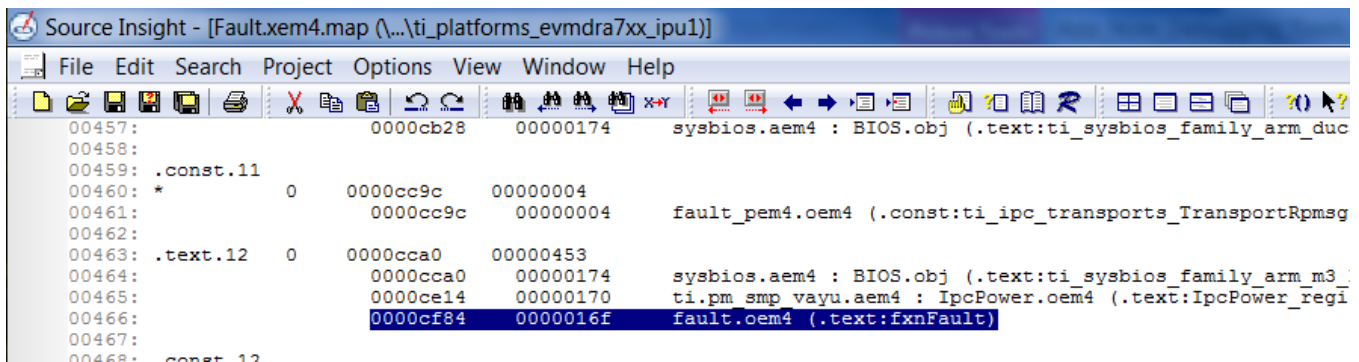 Source Insight - [Fault.xem4.map (\...\ti_platforms_evmdra7xx_ipu1)]
File Edit Search Project Options View Window Help
00457: 0000cb28 00000174 sysbios.aem4 : BIOS.obj (.text:ti_sysbios_family_arm_duc
00458:
00459: .const.11
00460: * 0 0000cc9c 00000004
00461: 0000cc9c 00000004 fault_pem4.oem4 (.const:ti_ipc_transports_TransportRpmsg
00462:
00463: .text.12 0 0000cca0 00000453
00464: 0000cca0 00000174 sysbios.aem4 : BIOS.obj (.text:ti_sysbios_family_arm_m3_
00465: 0000ce14 00000170 ti.pm_smp_vayu.aem4 : IpcPower.oem4 (.text:IpcPower_regi
00466: 0000cf84 0000016f fault.oem4 (.text:fxnFault)
00467:
00468: .const.12